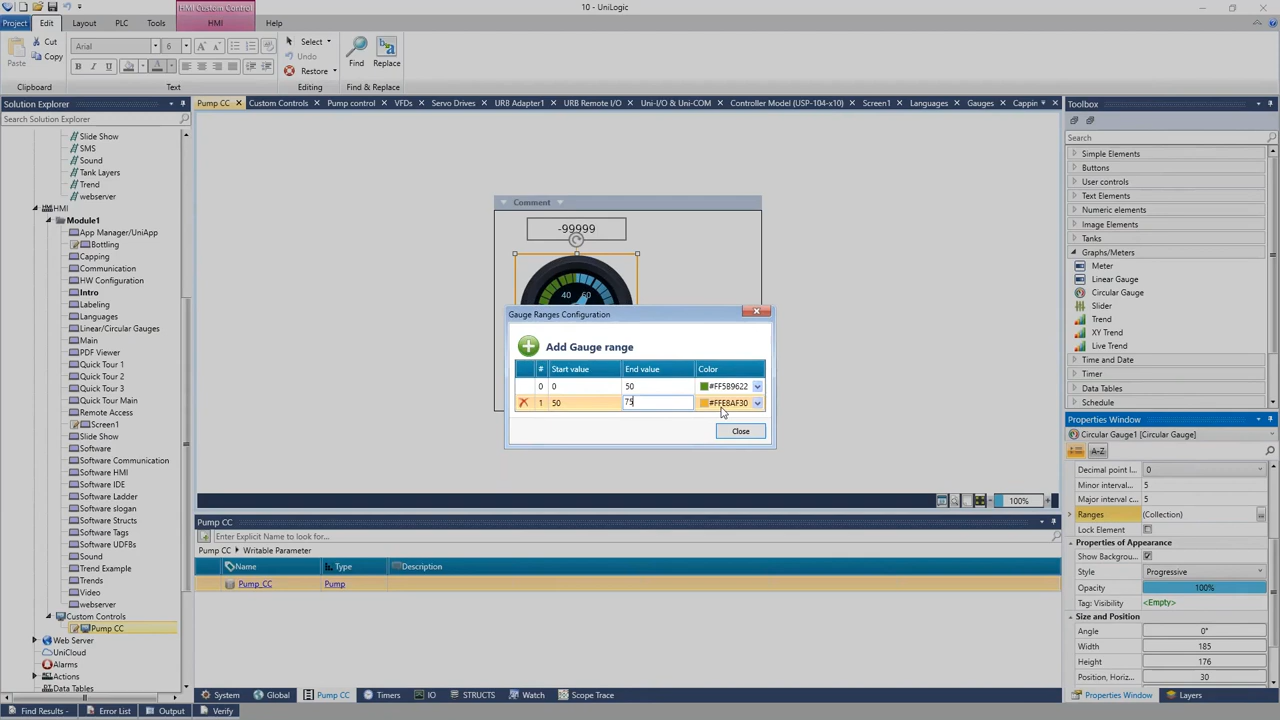 10 - UniLogic
HMI Custom Control
Project Edit Layout PLC Tools HMI Help
Paste
Cut
Copy
Clipboard
Arial 6
Text
Select
Undo
Restore
Editing
Find
Replace
Find & Replace
Solution Explorer
Search Solution Explorer
Slide Show
SMS
Sound
Tank Layers
Trend
webserver
HMI
Module1
App Manager/UniApp
Bottling
Capping
Communication
HW Configuration
Intro
Labeling
Languages
Linear/Circular Gauges
Main
PDF Viewer
Quick Tour 1
Quick Tour 2
Quick Tour 3
Recipes
Screen1
Slide Show
Software
Software Communication
Software HMI
Software IDE
Software Ladder
Software slogan
Software Structs
Software Tags
Software UDFBs
Sound
Trend Example
Trends
Video
webserver
Custom Controls
Pump CC
Web Server
UniCloud
Alarms
Actions
Data Tables
Pump CC Custom Controls Pump control VFDs Servo Drives URB Adapter1 URB Remote I/O Uni-I/O & Uni-COM Controller Model (USP-104-x10) Screen1 Languages Gauges Cappin
Comment
-99999
40 60
Gauge Ranges Configuration
Add Gauge range
# Start value End value Color
0 0 50 #FF5B9622
1 50 75 #FFE8AF30
Close
100%
Pump CC
Enter Explicit Name to look for...
Pump CC Writable Parameter
Name Type Description
Pump_CC Pump
System Global Pump CC Timers IO STRUCTS Watch Scope Trace
Toolbox
Search
Simple Elements
Buttons
User controls
Text Elements
Numeric elements
Image Elements
Tanks
Graphs/Meters
Meter
Linear Gauge
Circular Gauge
Slider
Trend
XY Trend
Live Trend
Time and Date
Timer
Data Tables
Schedule
Properties Window
Circular Gauge1 [Circular Gauge]
A-Z
Decimal point l... 0
Minor interval... 5
Major interval c... 5
Ranges (Collection)
Lock Element
Properties of Appearance
Show Backgrou...
Style Progressive
Opacity 100%
Tag: Visibility <Empty>
Size and Position
Angle 0°
Width 185
Height 176
Position, Horiz... 30
Properties Window Layers
Find Results - Error List Output Verify